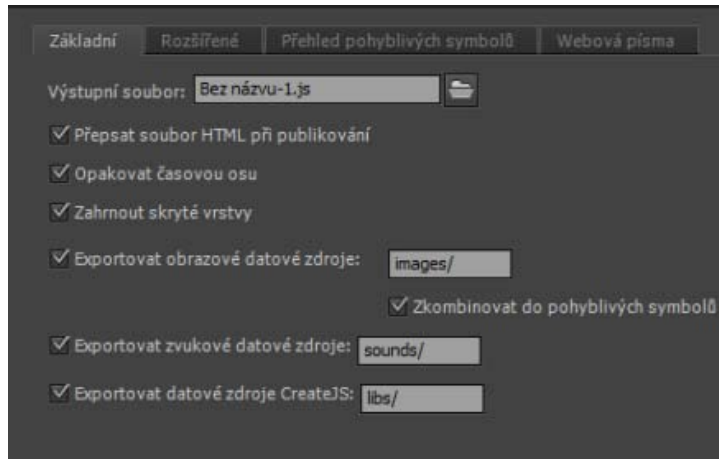 Základní Rozšířené Přehled pohyblivých symbolů Webová písma
Výstupní soubor: Bez názvu-1.js
Přepsat soubor HTML při publikování
Opakovat časovou osu
Zahrnout skryté vrstvy
Exportovat obrazové datové zdroje: images/
Zkombinovat do pohyblivých symbolů
Exportovat zvukové datové zdroje: sounds/
Exportovat datové zdroje CreateJS: libs/